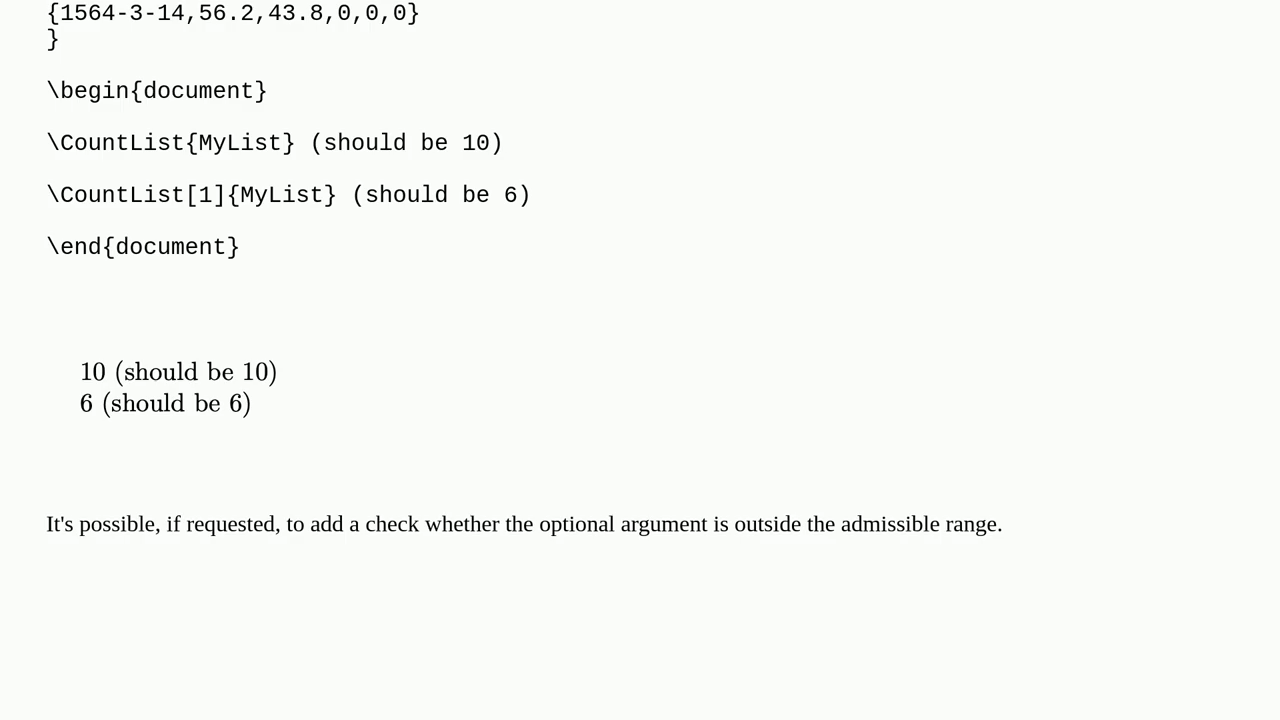 {1564-3-14,56.2,43.8,0,0,0}
}
\begin{document}
\CountList{MyList} (should be 10)
\CountList[1]{MyList} (should be 6)
\end{document}
10 (should be 10)
6 (should be 6)
It's possible, if requested, to add a check whether the optional argument is outside the admissible range.